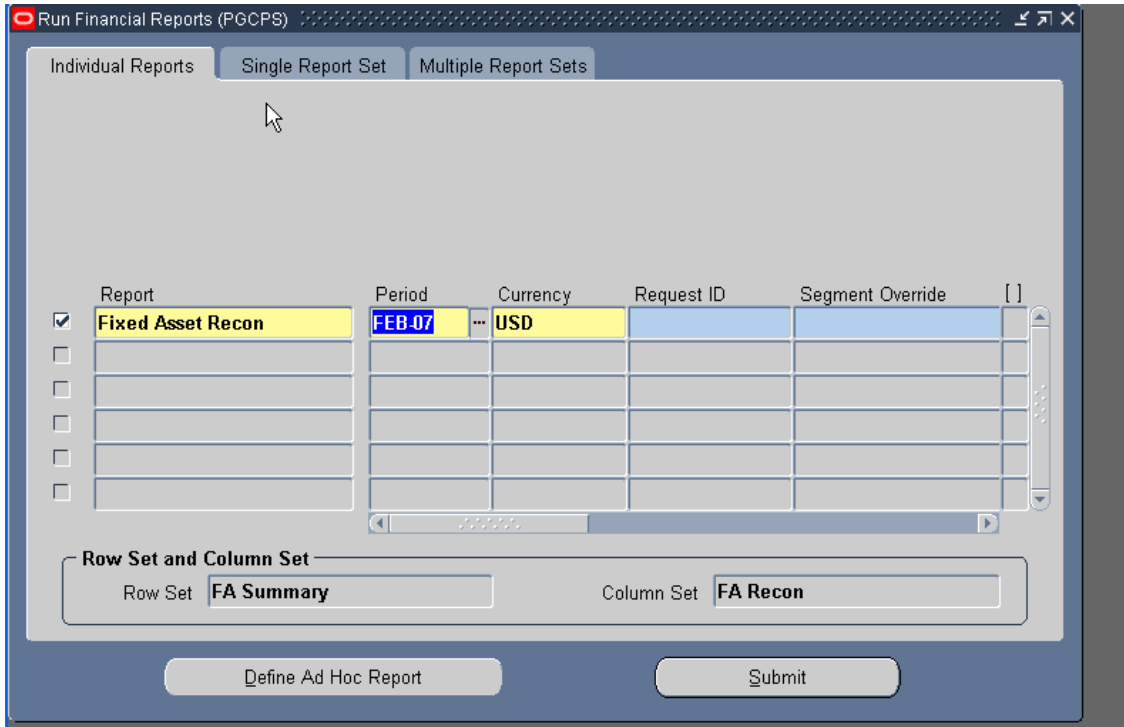 Run Financial Reports (PGCPS)
Individual Reports Single Report Set Multiple Report Sets
Report Period Currency Request ID Segment Override [ ]
Fixed Asset Recon FEB-07 ... USD
Row Set and Column Set
Row Set FA Summary Column Set FA Recon
Define Ad Hoc Report Submit